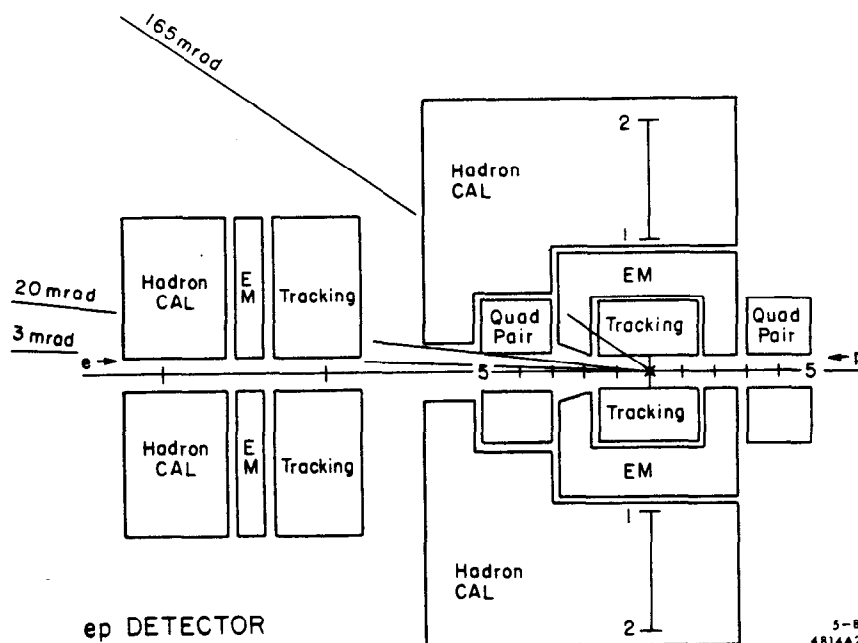 165 mrad
2
Hadron
CAL
1
EM
Hadron
CAL
E
M
Tracking
20 mrad
Quad
Pair
Tracking
Quad
Pair
3 mrad
e
5
5
p
Hadron
CAL
E
M
Tracking
Tracking
EM
1
Hadron
CAL
2
ep DETECTOR